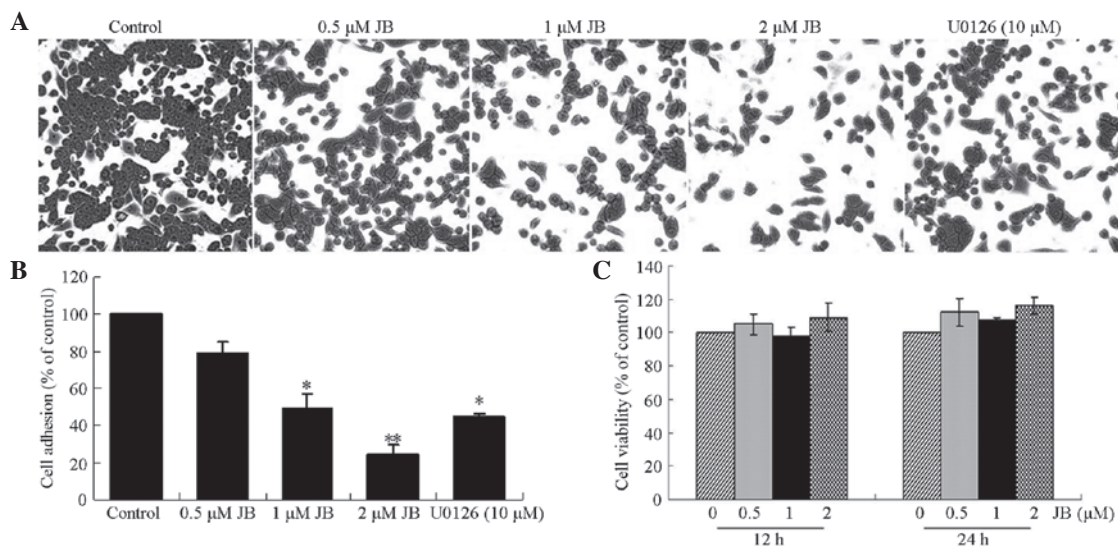 A
Control 0.5 μM JB 1 μM JB 2 μM JB U0126 (10 μM)
B
Cell adhesion (% of control)
120
100
80
60
40
20
0
*
**
*
Control 0.5 μM JB 1 μM JB 2 μM JB U0126 (10 μM)
C
Cell viability (% of control)
140
120
100
80
60
40
20
0
0 0.5 1 2 0 0.5 1 2 JB (μM)
12 h 24 h